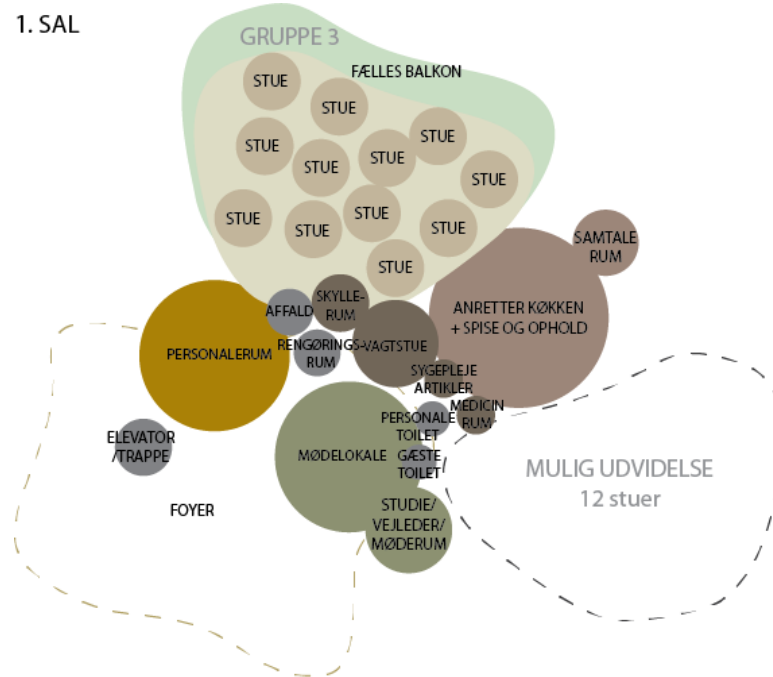 1. SAL
GRUPPE 3
FÆLLES BALKON
STUE
STUE
STUE
STUE
STUE
STUE
STUE
STUE
STUE
STUE
STUE
STUE
SAMTALE
RUM
ANRETTER KØKKEN
+ SPISE OG OPHOLD
SKYLLE-
RUM
AFFALD
RENGØRINGS-
RUM
VAGTSTUE
PERSONALERUM
SYGEPLEJE
ARTIKLER
MEDICIN
RUM
PERSONALE
TOILET
GÆSTE
TOILET
MØDELOKALE
ELEVATOR
/TRAPPE
FOYER
STUDIE/
VEJLEDER/
MØDERUM
MULIG UDVIDELSE
12 stuer